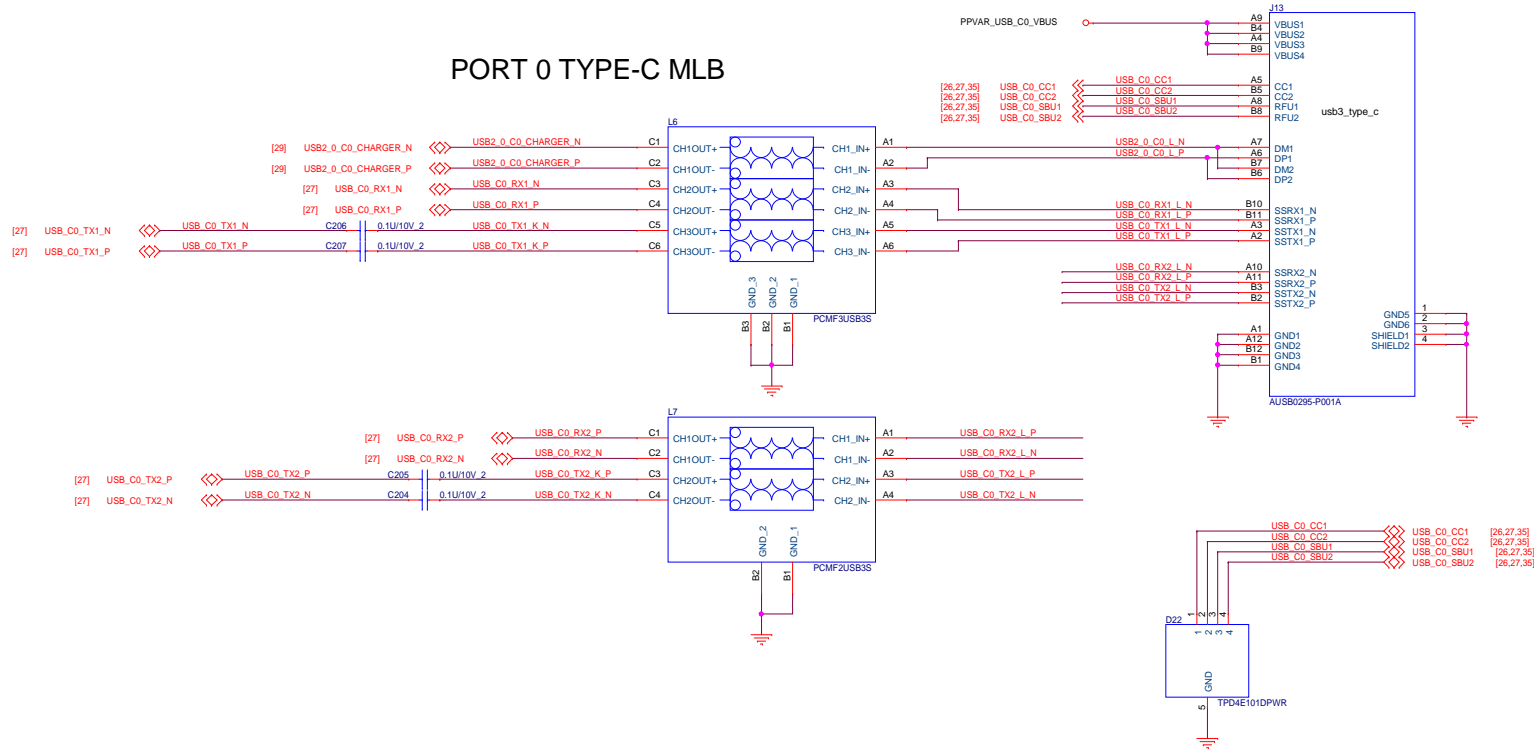 PORT 0 TYPE-C MLB
J13
PPVAR_USB_C0_VBUS
A9 VBUS1
B4 VBUS2
A4 VBUS3
B9 VBUS4
[26,27,35] USB_C0_CC1 USB_C0_CC1 A5 CC1
[26,27,35] USB_C0_CC2 USB_C0_CC2 B5 CC2
[26,27,35] USB_C0_SBU1 USB_C0_SBU1 A8 RFU1
[26,27,35] USB_C0_SBU2 USB_C0_SBU2 B8 RFU2
usb3_type_c
USB2_0_C0_L_N A7 DM1
USB2_0_C0_L_P A6 DP1
B7 DM2
B6 DP2
USB_C0_RX1_L_N B10 SSRX1_N
USB_C0_RX1_L_P B11 SSRX1_P
USB_C0_TX1_L_N A3 SSTX1_N
USB_C0_TX1_L_P A2 SSTX1_P
USB_C0_RX2_L_N A10 SSRX2_N
USB_C0_RX2_L_P A11 SSRX2_P
USB_C0_TX2_L_N B3 SSTX2_N
USB_C0_TX2_L_P B2 SSTX2_P
A1 GND1
A12 GND2
B12 GND3
B1 GND4
GND5 1
GND6 2
SHIELD1 3
SHIELD2 4
AUSB0295-P001A
L6
[29] USB2_0_C0_CHARGER_N USB2_0_C0_CHARGER_N C1 CH1OUT+ CH1_IN+ A1
[29] USB2_0_C0_CHARGER_P USB2_0_C0_CHARGER_P C2 CH1OUT- CH1_IN- A2
[27] USB_C0_RX1_N USB_C0_RX1_N C3 CH2OUT+ CH2_IN+ A3
[27] USB_C0_RX1_P USB_C0_RX1_P C4 CH2OUT- CH2_IN- A4
[27] USB_C0_TX1_N USB_C0_TX1_N C206 0.1U/10V_2 USB_C0_TX1_K_N C5 CH3OUT+ CH3_IN+ A5
[27] USB_C0_TX1_P USB_C0_TX1_P C207 0.1U/10V_2 USB_C0_TX1_K_P C6 CH3OUT- CH3_IN- A6
GND_3 GND_2 GND_1
B3 B2 B1
PCMF3USB3S
L7
[27] USB_C0_RX2_P USB_C0_RX2_P C1 CH1OUT+ CH1_IN+ A1 USB_C0_RX2_L_P
[27] USB_C0_RX2_N USB_C0_RX2_N C2 CH1OUT- CH1_IN- A2 USB_C0_RX2_L_N
[27] USB_C0_TX2_P USB_C0_TX2_P C205 0.1U/10V_2 USB_C0_TX2_K_P C3 CH2OUT+ CH2_IN+ A3 USB_C0_TX2_L_P
[27] USB_C0_TX2_N USB_C0_TX2_N C204 0.1U/10V_2 USB_C0_TX2_K_N C4 CH2OUT- CH2_IN- A4 USB_C0_TX2_L_N
GND_2 GND_1
B2 B1
PCMF2USB3S
USB_C0_CC1 USB_C0_CC1 [26,27,35]
USB_C0_CC2 USB_C0_CC2 [26,27,35]
USB_C0_SBU1 USB_C0_SBU1 [26,27,35]
USB_C0_SBU2 USB_C0_SBU2 [26,27,35]
1 2 3 4
D22
1 2 3 4
GND
TPD4E101DPWR
5